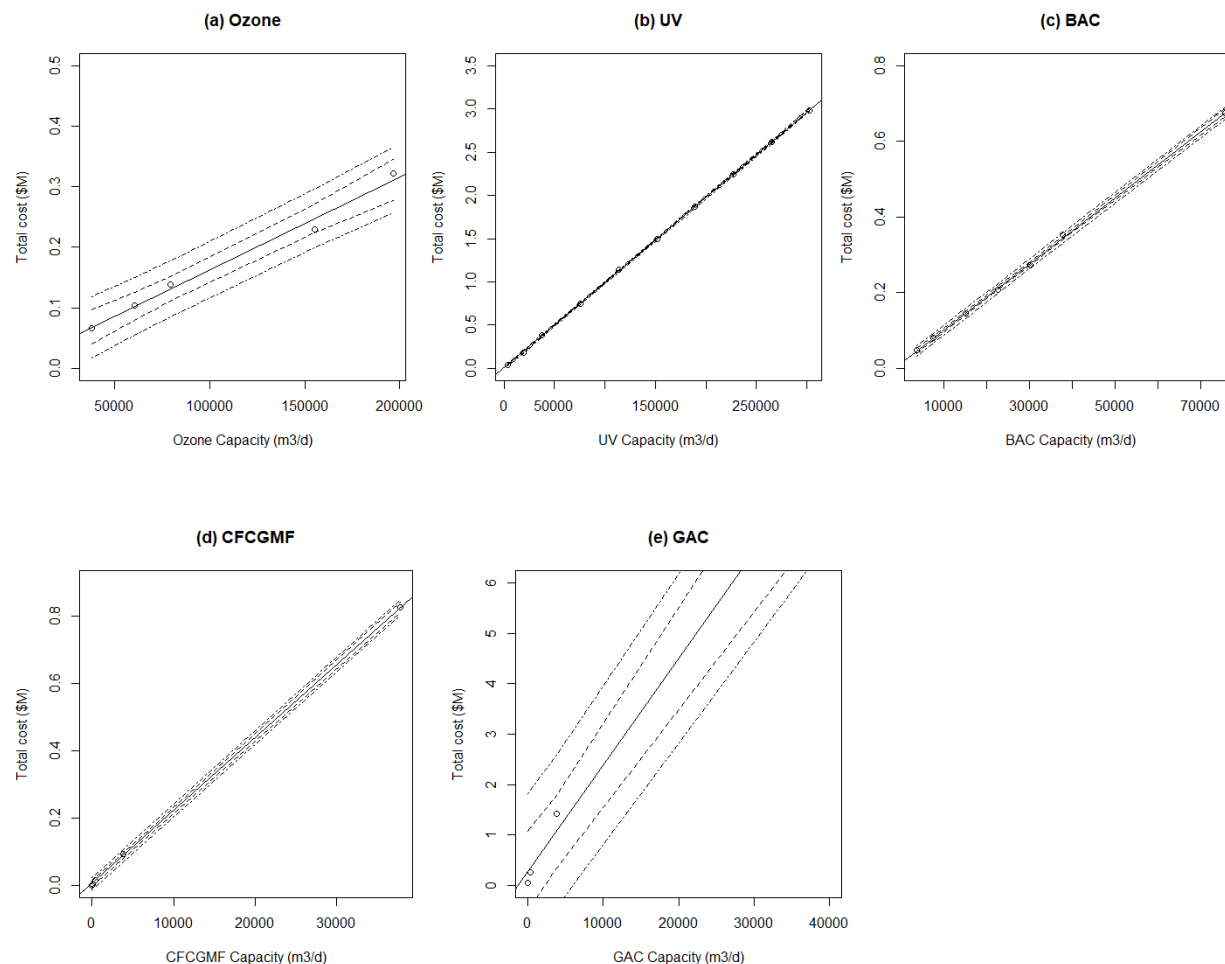 (a) Ozone
Total cost ($M)
0.0 0.1 0.2 0.3 0.4 0.5
50000 100000 150000 200000
Ozone Capacity (m3/d)
(b) UV
Total cost ($M)
0.0 0.5 1.0 1.5 2.0 2.5 3.0 3.5
0 50000 150000 250000
UV Capacity (m3/d)
(c) BAC
Total cost ($M)
0.0 0.2 0.4 0.6 0.8
10000 30000 50000 70000
BAC Capacity (m3/d)
(d) CFCGMF
Total cost ($M)
0.0 0.2 0.4 0.6 0.8
0 10000 20000 30000
CFCGMF Capacity (m3/d)
(e) GAC
Total cost ($M)
0 1 2 3 4 5 6
0 10000 20000 30000 40000
GAC Capacity (m3/d)